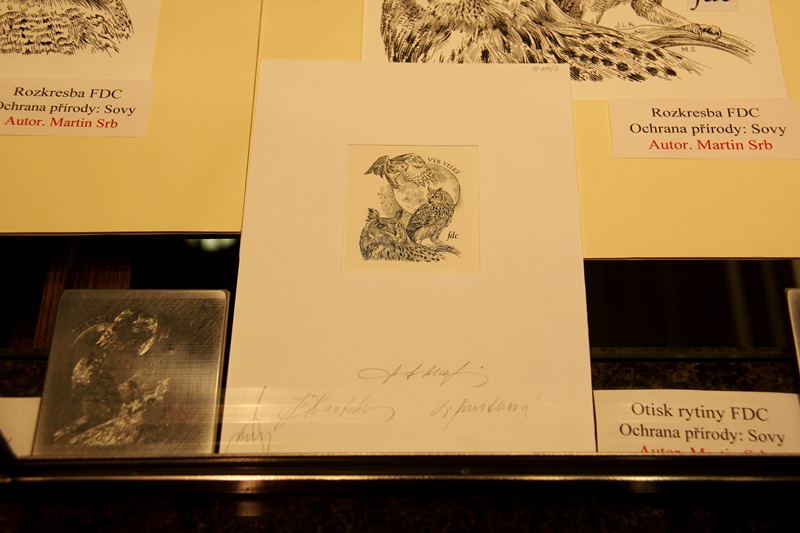 fdc
J.L.K
M.S.
Rozkresba FDC
Ochrana přírody: Sovy
Autor. Martin Srb
Rozkresba FDC
Ochrana přírody: Sovy
Autor. Martin Srb
VÝR VELKÝ
fdc
Otisk rytiny FDC
Ochrana přírody: Sovy